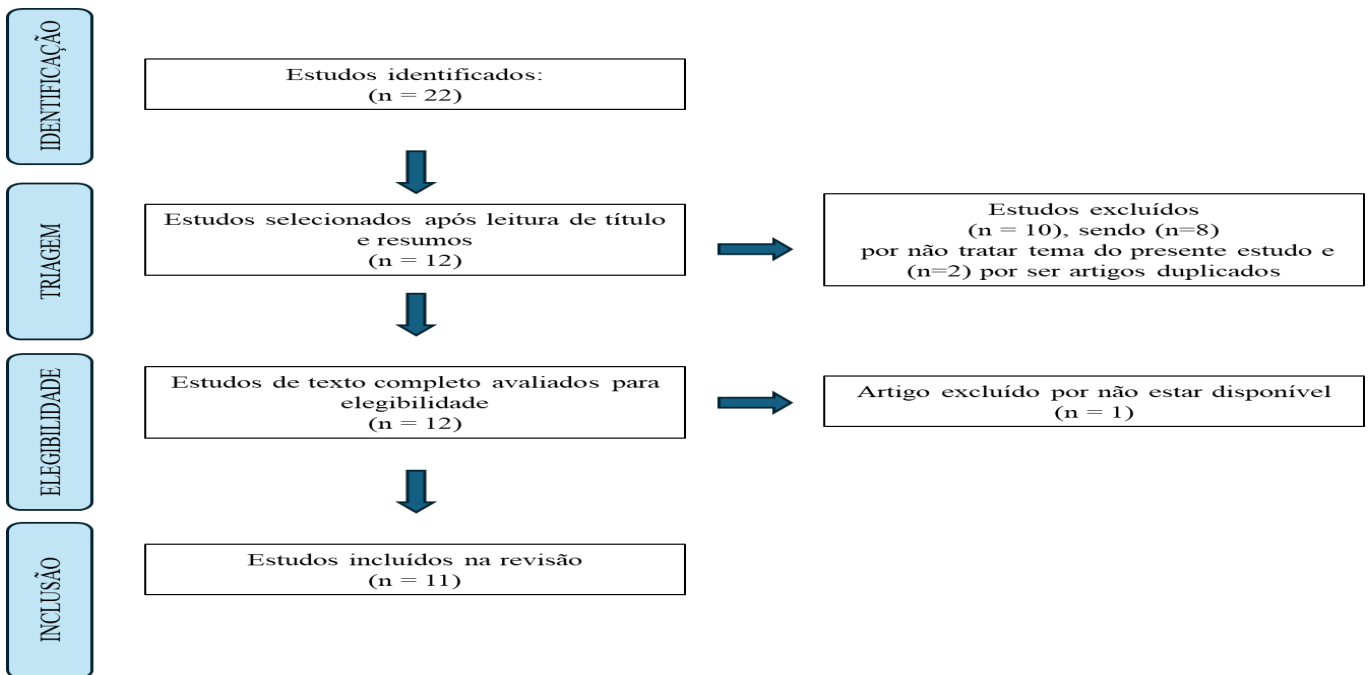 IDENTIFICAÇÃO
Estudos identificados:
(n = 22)
TRIAGEM
Estudos selecionados após leitura de título
e resumos
(n = 12)
Estudos excluídos
(n = 10), sendo (n=8)
por não tratar tema do presente estudo e
(n=2) por ser artigos duplicados
ELEGIBILIDADE
Estudos de texto completo avaliados para
elegibilidade
(n = 12)
Artigo excluído por não estar disponível
(n = 1)
INCLUSÃO
Estudos incluídos na revisão
(n = 11)